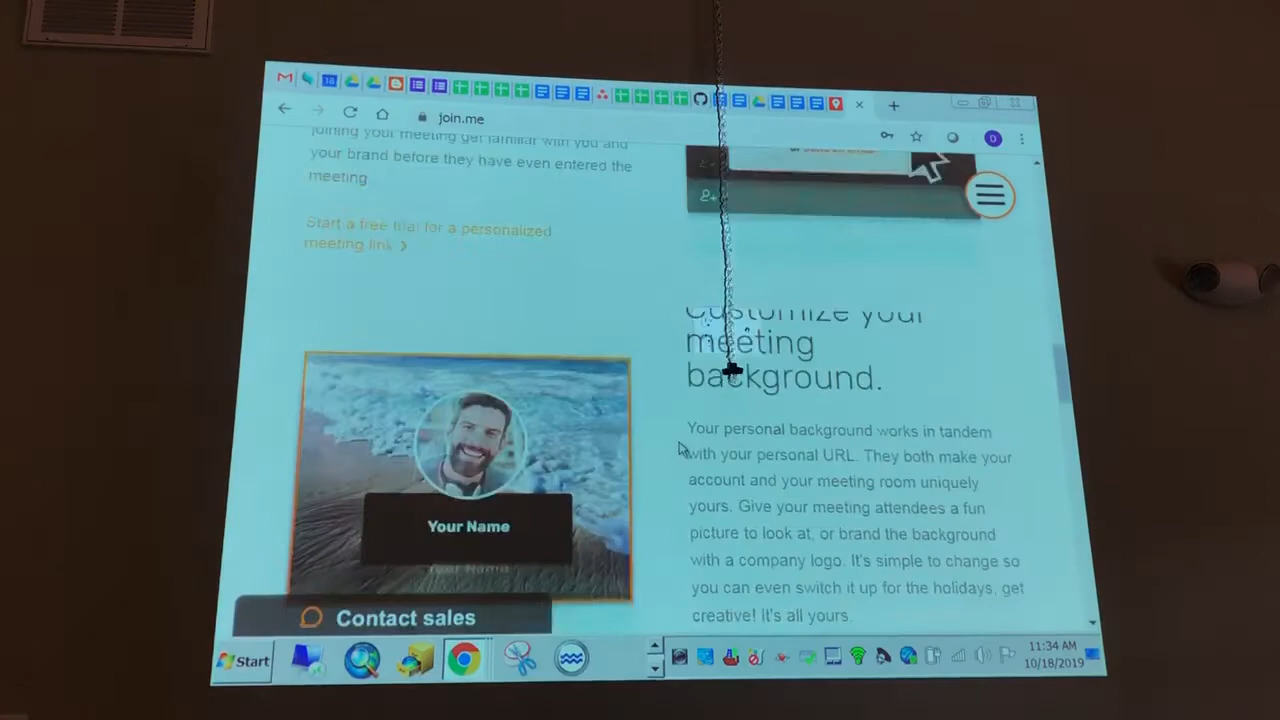 18
join.me
joining your meeting get familiar with you and
your brand before they have even entered the
meeting
Start a free trial for a personalized
meeting link >
2+
Customize your
meeting
background.
Your personal background works in tandem
with your personal URL. They both make your
account and your meeting room uniquely
yours. Give your meeting attendees a fun
picture to look at, or brand the background
with a company logo. It's simple to change so
you can even switch it up for the holidays, get
creative! It's all yours.
Your Name
Contact sales
Start
11:34 AM
10/18/2019